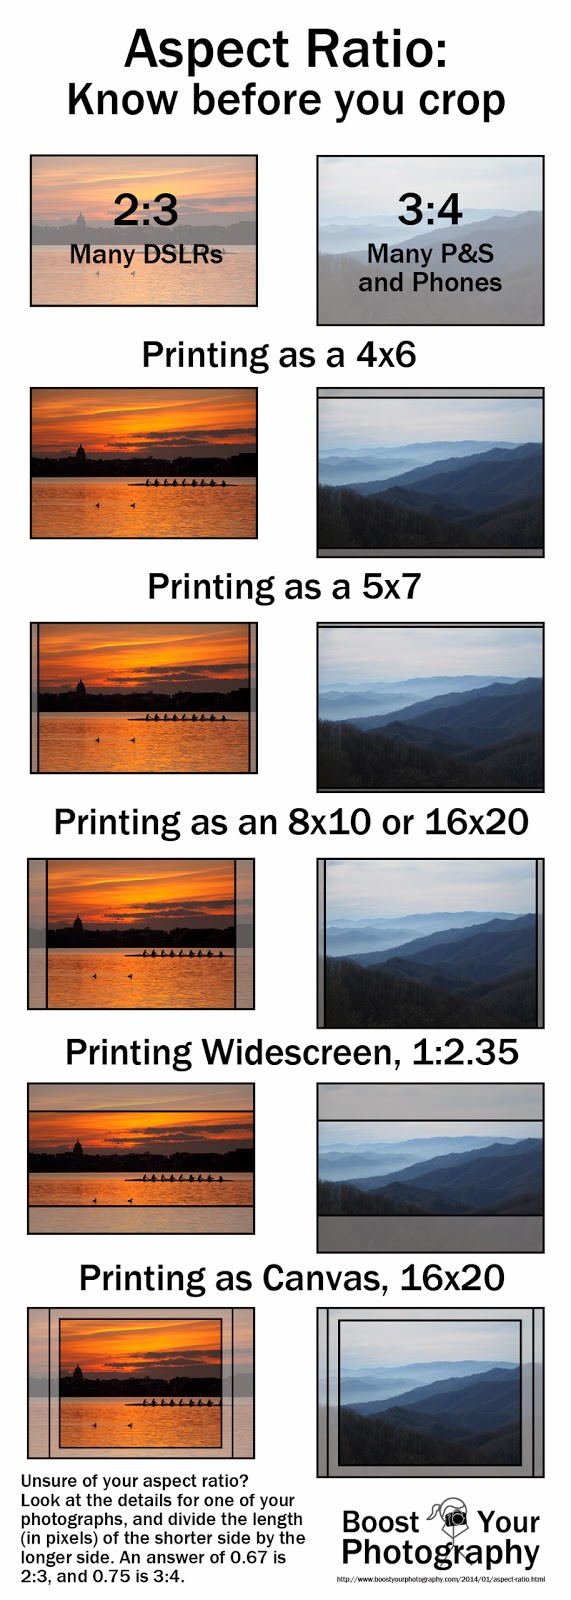 Aspect Ratio:
Know before you crop
2:3
Many DSLRs
3:4
Many P&S
and Phones
Printing as a 4x6
Printing as a 5x7
Printing as an 8x10 or 16x20
Printing Widescreen, 1:2.35
Printing as Canvas, 16x20
Unsure of your aspect ratio?
Look at the details for one of your
photographs, and divide the length
(in pixels) of the shorter side by the
longer side. An answer of 0.67 is
2:3, and 0.75 is 3:4.
Boost Your
Photography
http://www.boostyourphotography.com/2014/01/aspect-ratio.html